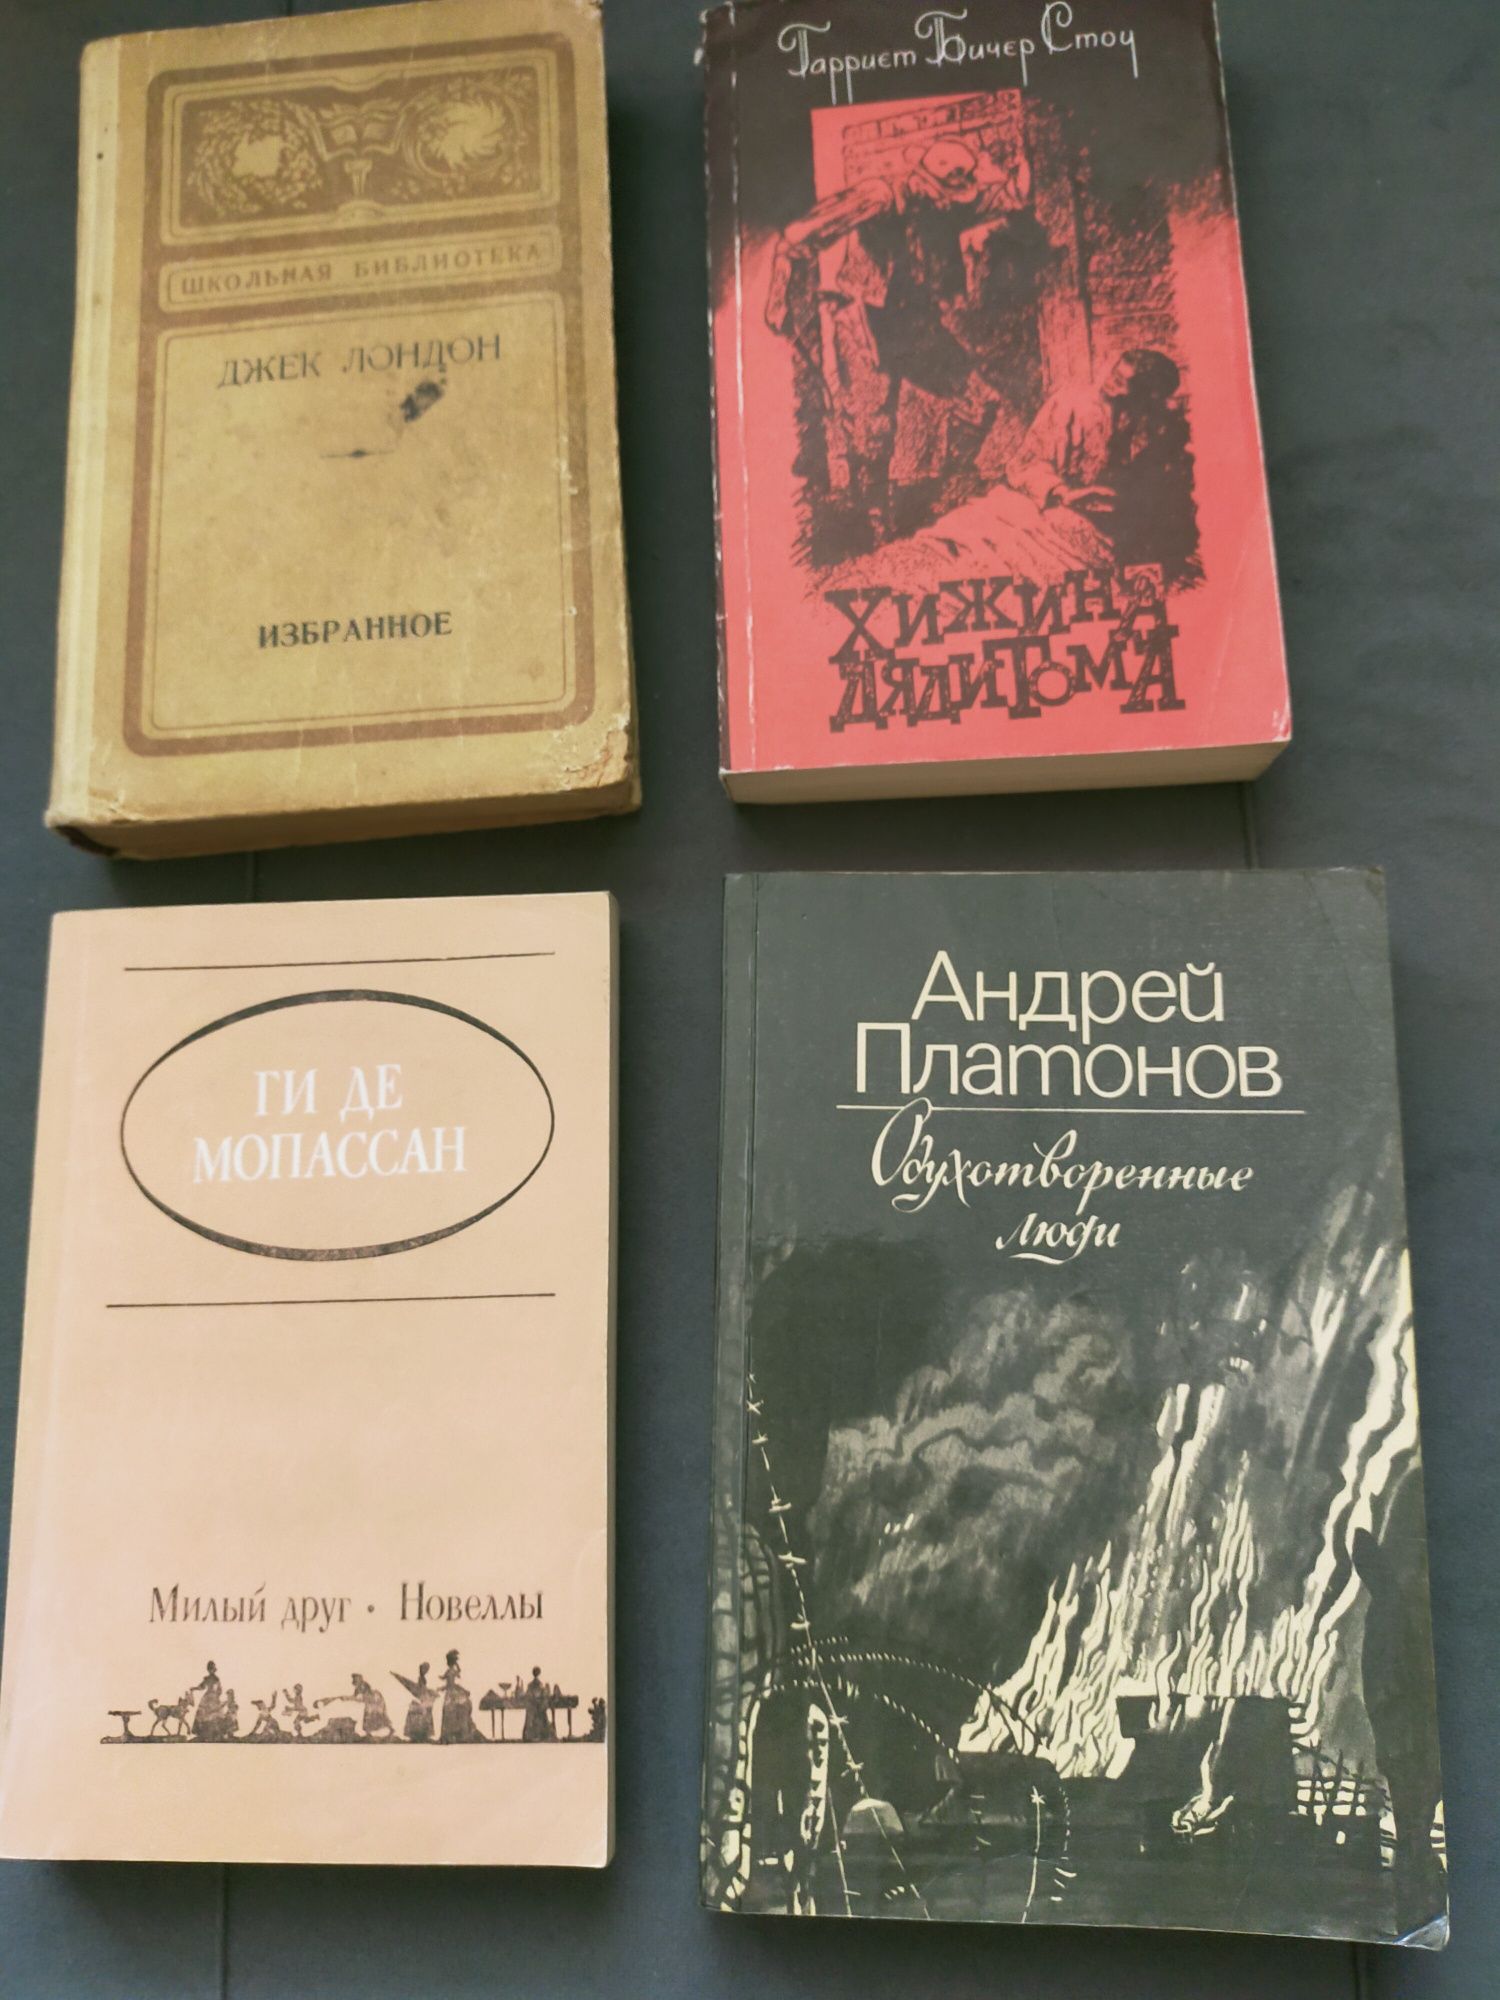 ШКОЛЬНАЯ БИБЛИОТЕКА
ДЖЕК ЛОНДОН
ИЗБРАННОЕ
Гарриет Бичер Стоу
ХИЖИНА
ДЯДИ ТОМА
ГИ ДЕ
МОПАССАН
Милый друг • Новеллы
Андрей
Платонов
Одухотворенные
люди